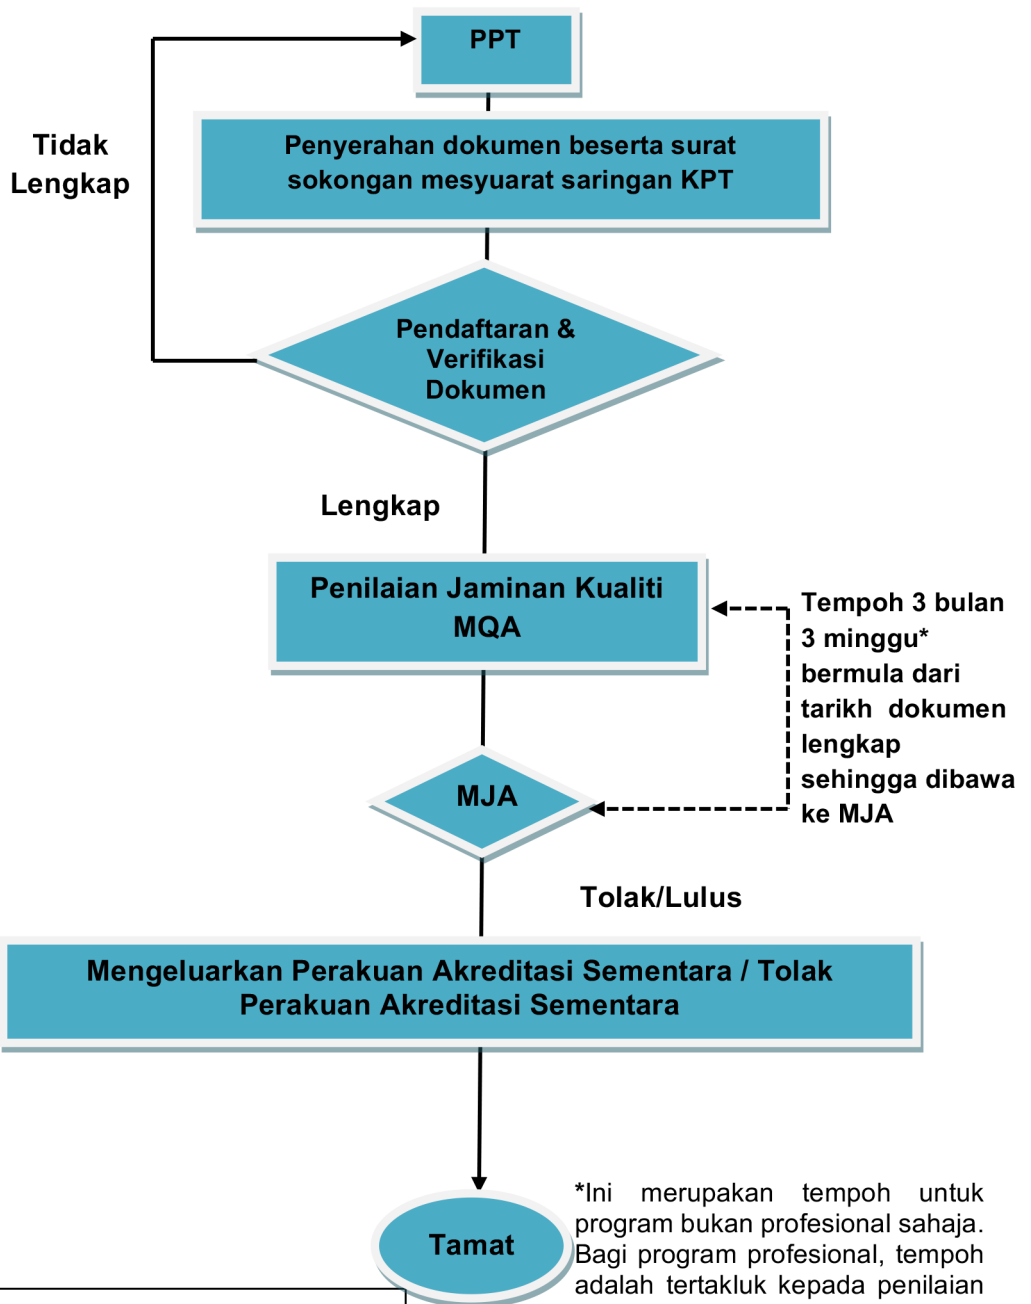 PPT
Tidak
Lengkap
Penyerahan dokumen beserta surat
sokongan mesyuarat saringan KPT
Pendaftaran &
Verifikasi
Dokumen
Lengkap
Penilaian Jaminan Kualiti
MQA
Tempoh 3 bulan
3 minggu*
bermula dari
tarikh dokumen
lengkap
sehingga dibawa
ke MJA
MJA
Tolak/Lulus
Mengeluarkan Perakuan Akreditasi Sementara / Tolak
Perakuan Akreditasi Sementara
Tamat
*Ini merupakan tempoh untuk
program bukan profesional sahaja.
Bagi program profesional, tempoh
adalah tertakluk kepada penilaian